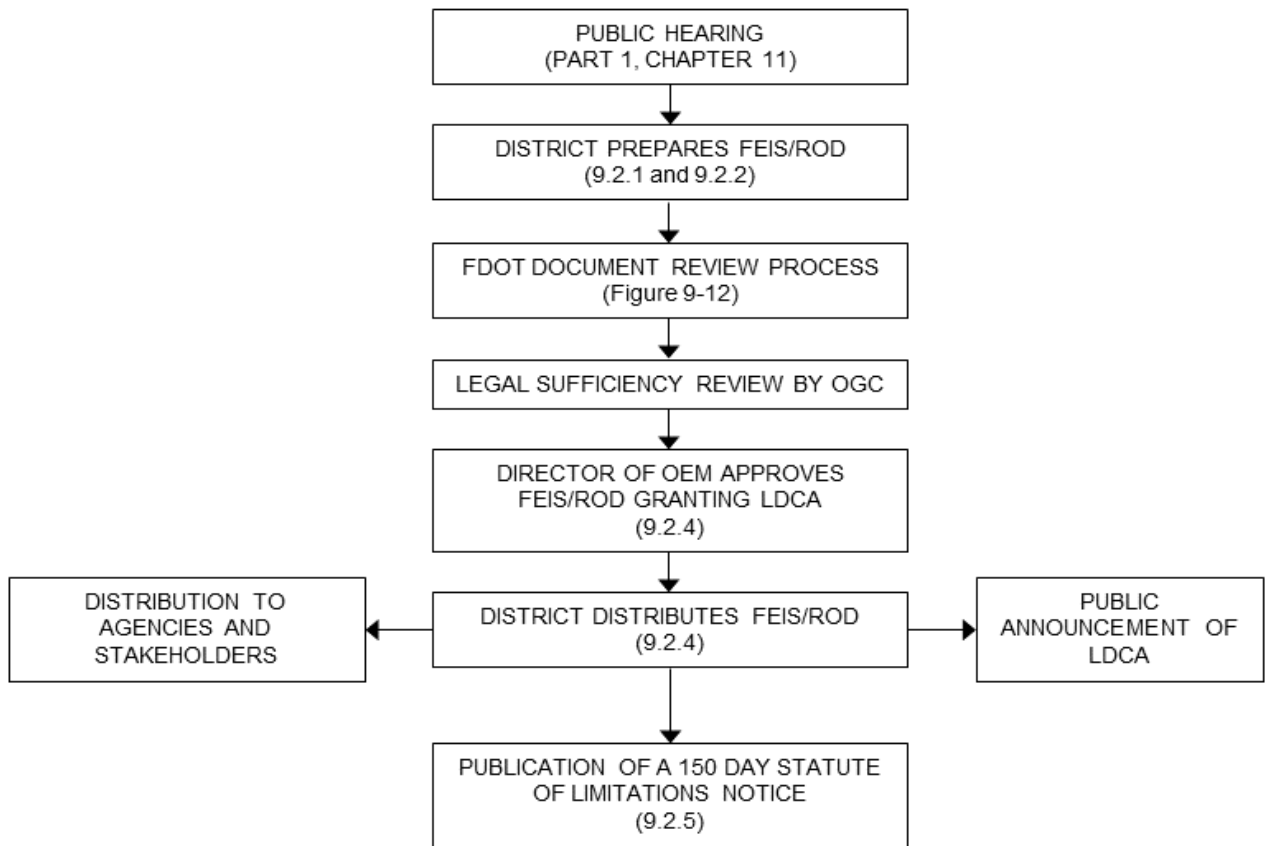 PUBLIC HEARING
(PART 1, CHAPTER 11)
DISTRICT PREPARES FEIS/ROD
(9.2.1 and 9.2.2)
FDOT DOCUMENT REVIEW PROCESS
(Figure 9-12)
LEGAL SUFFICIENCY REVIEW BY OGC
DIRECTOR OF OEM APPROVES
FEIS/ROD GRANTING LDCA
(9.2.4)
DISTRIBUTION TO
AGENCIES AND
STAKEHOLDERS
DISTRICT DISTRIBUTES FEIS/ROD
(9.2.4)
PUBLIC
ANNOUNCEMENT OF
LDCA
PUBLICATION OF A 150 DAY STATUTE
OF LIMITATIONS NOTICE
(9.2.5)